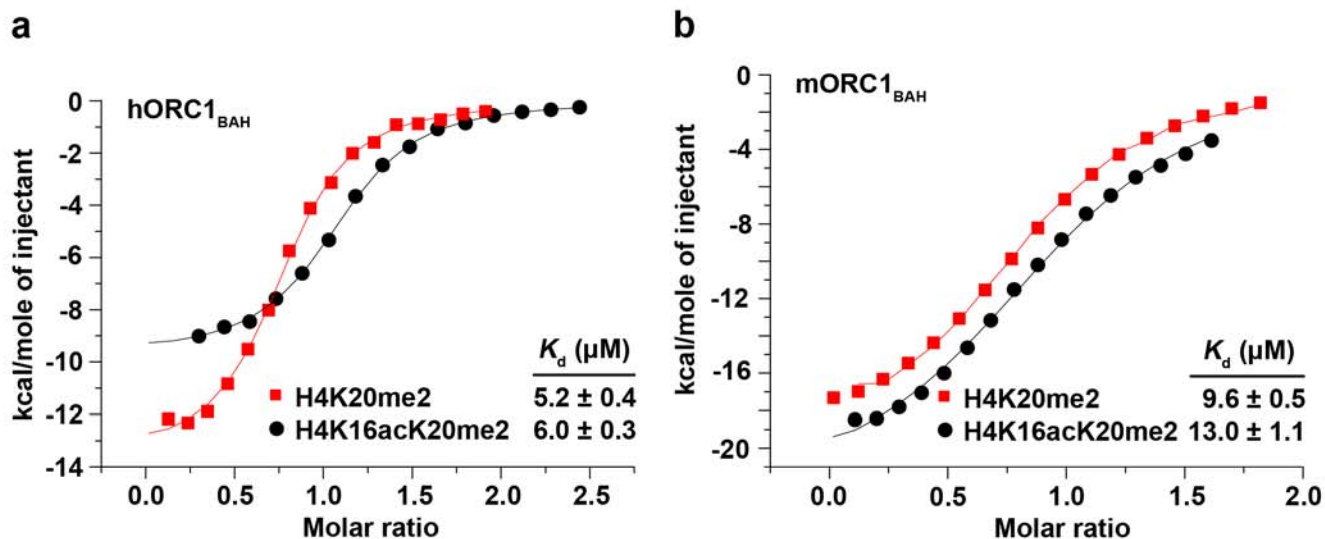 a
hORC1BAH
kcal/mole of injectant
0
-2
-4
-6
-8
-10
-12
-14
0.0 0.5 1.0 1.5 2.0 2.5
Molar ratio
Kd (µM)
H4K20me2 5.2 ± 0.4
H4K16acK20me2 6.0 ± 0.3
b
mORC1BAH
kcal/mole of injectant
0
-4
-8
-12
-16
-20
0.0 0.5 1.0 1.5 2.0
Molar ratio
Kd (µM)
H4K20me2 9.6 ± 0.5
H4K16acK20me2 13.0 ± 1.1